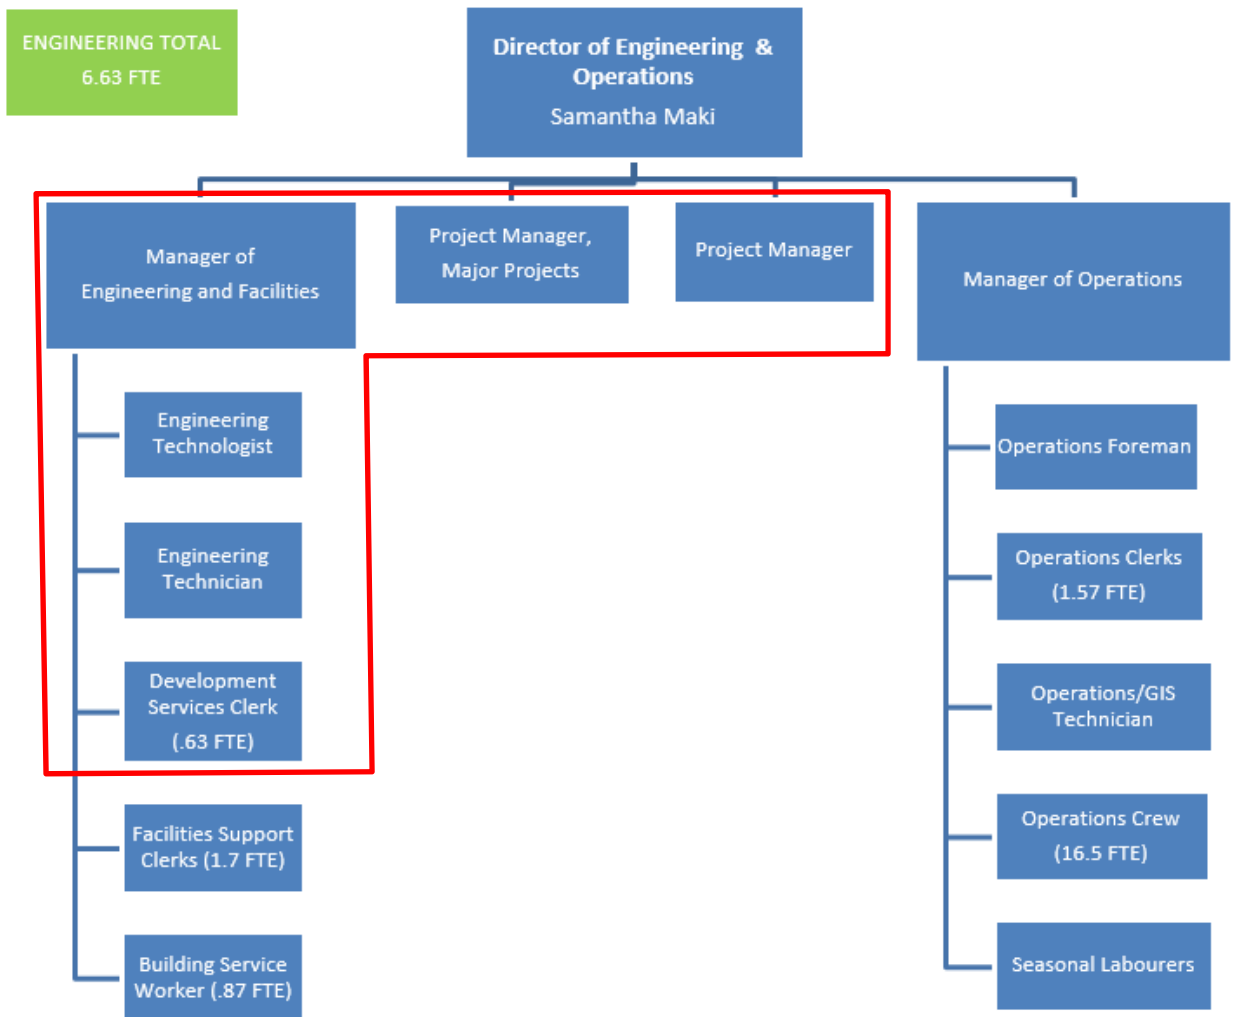 ENGINEERING TOTAL
6.63 FTE
Director of Engineering &
Operations
Samantha Maki
Manager of
Engineering and Facilities
Project Manager,
Major Projects
Project Manager
Manager of Operations
Engineering
Technologist
Engineering
Technician
Development
Services Clerk
(.63 FTE)
Facilities Support
Clerks (1.7 FTE)
Building Service
Worker (.87 FTE)
Operations Foreman
Operations Clerks
(1.57 FTE)
Operations/GIS
Technician
Operations Crew
(16.5 FTE)
Seasonal Labourers